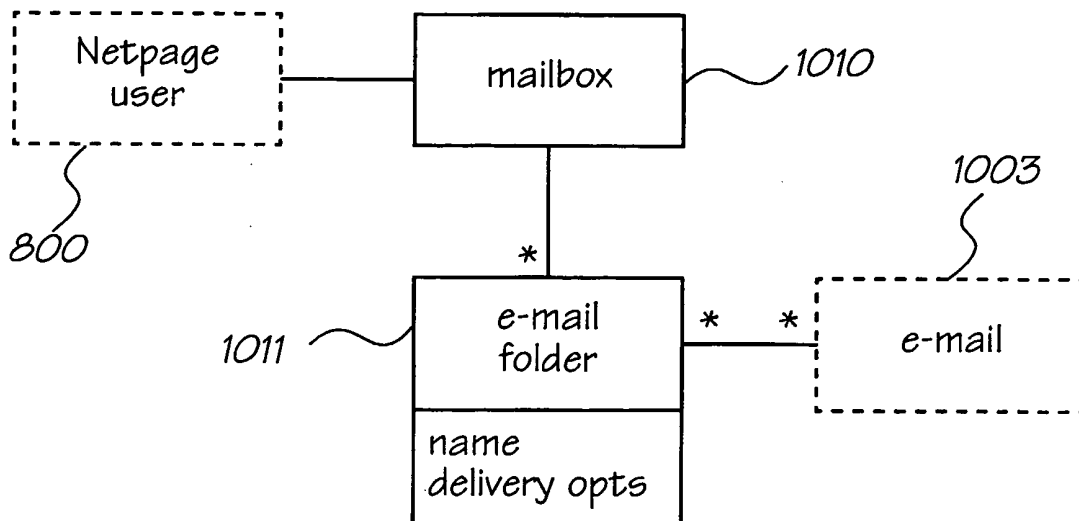 Netpage
user
mailbox
1010
800
1003
*
e-mail
folder
1011
* *
e-mail
name
delivery opts